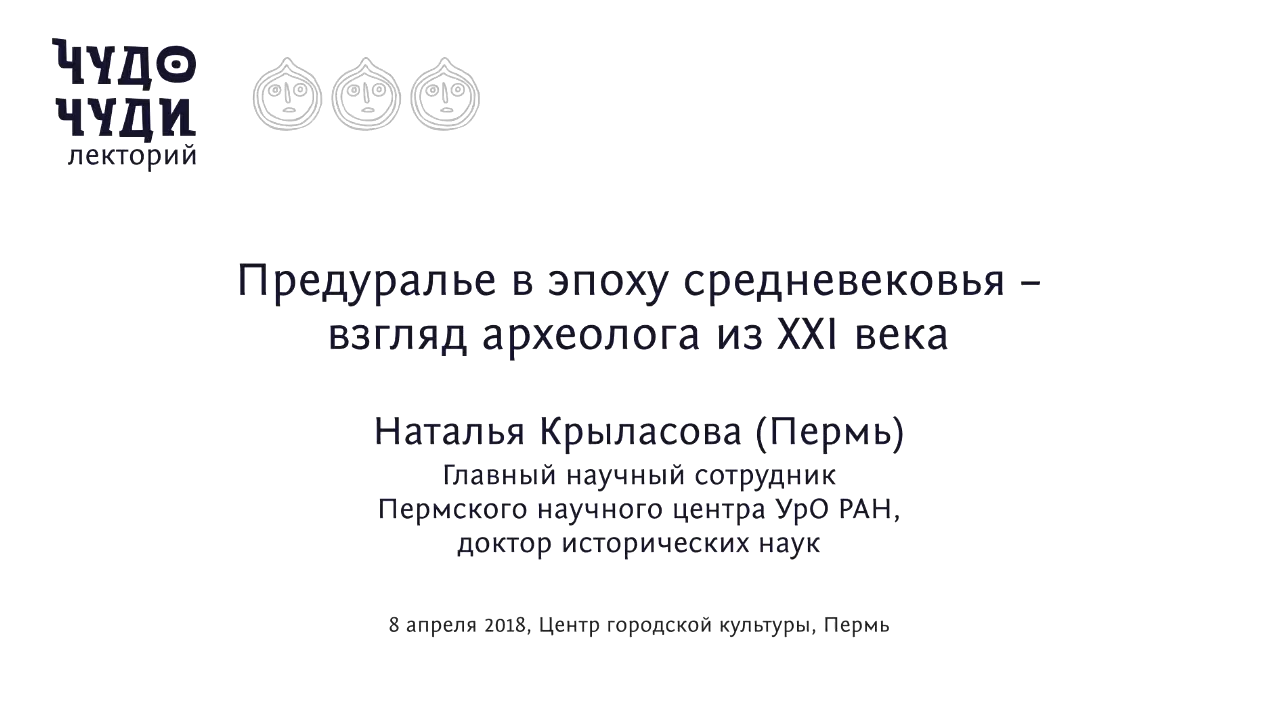 ЧУДО
ЧУДИ
лекторий
Предуралье в эпоху средневековья –
взгляд археолога из XXI века
Наталья Крыласова (Пермь)
Главный научный сотрудник
Пермского научного центра УрО РАН,
доктор исторических наук
8 апреля 2018, Центр городской культуры, Пермь